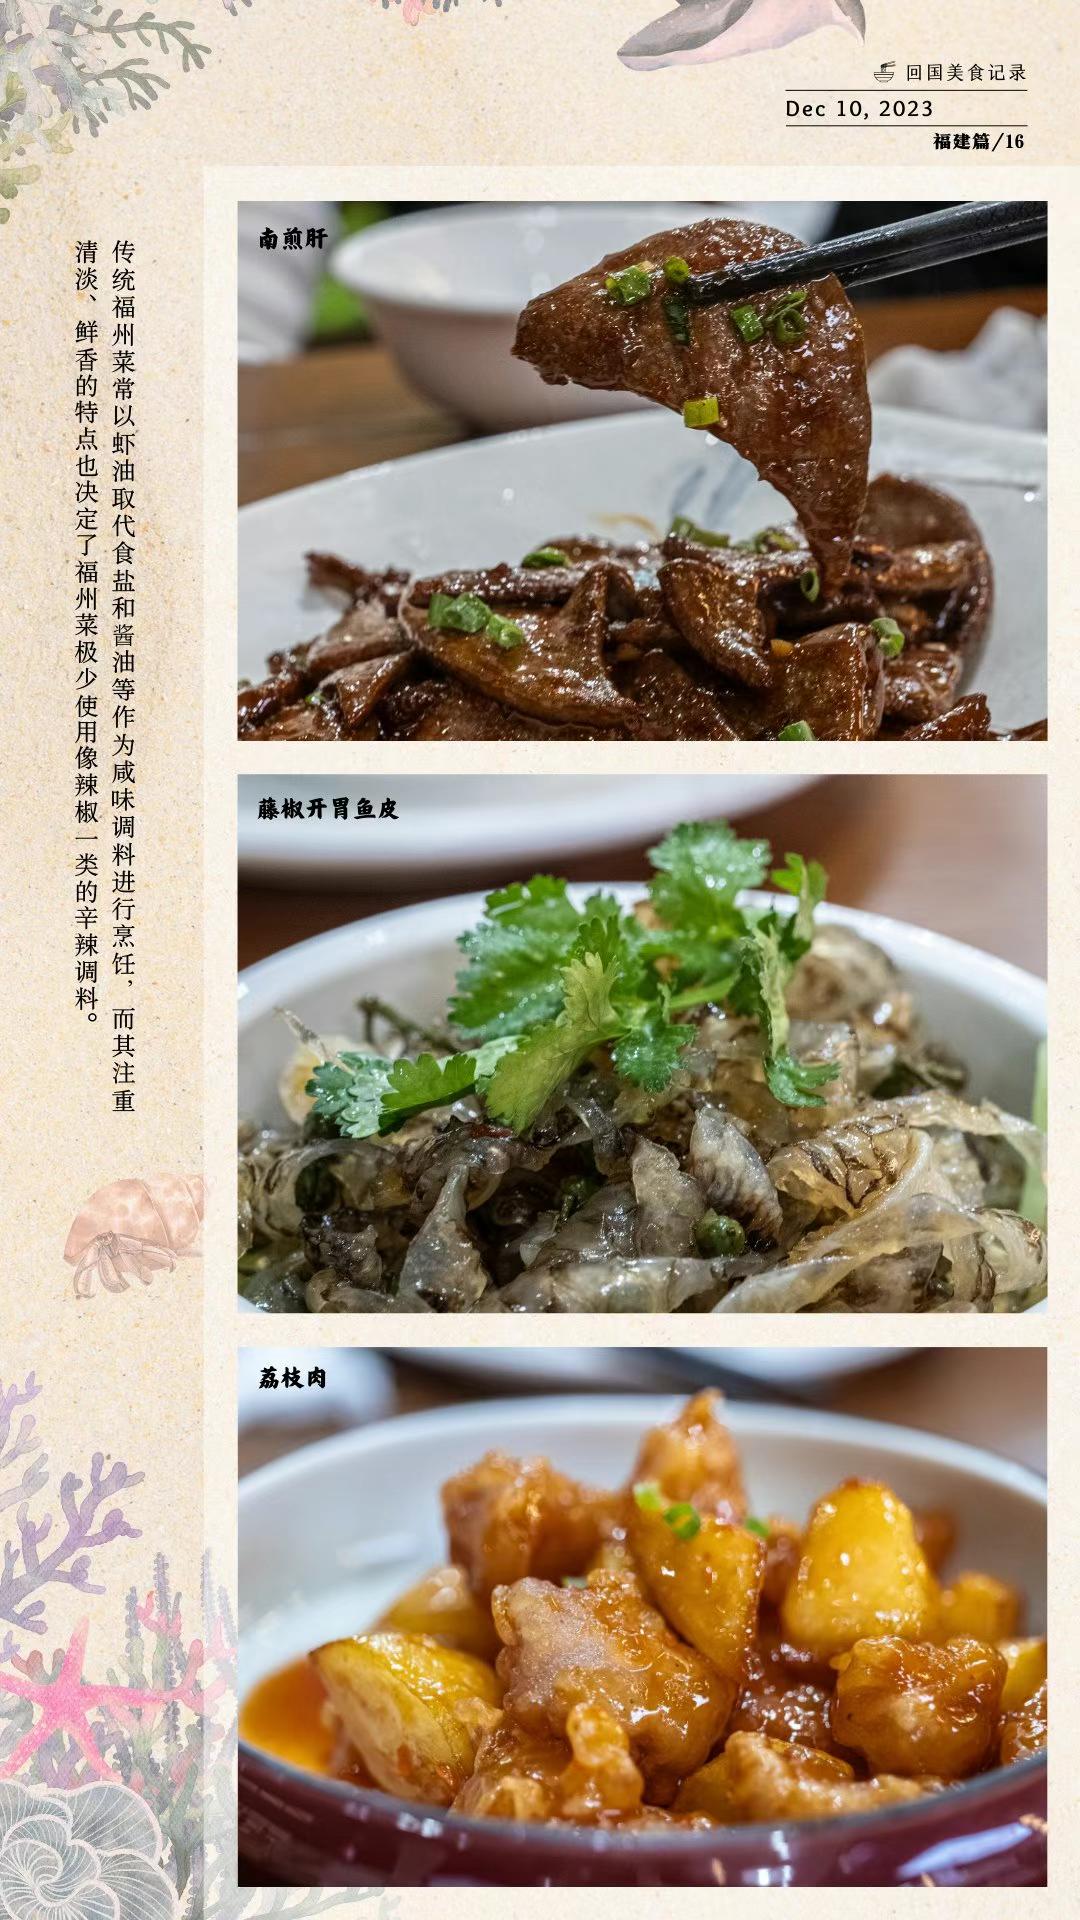 回国美食记录
Dec 10, 2023
福建篇/16
传统福州菜常以虾油取代食盐和酱油等作为咸味调料进行烹饪，而其注重
清淡、鲜香的特点也决定了福州菜极少使用像辣椒一类的辛辣调料。
南煎肝
藤椒开胃鱼皮
荔枝肉